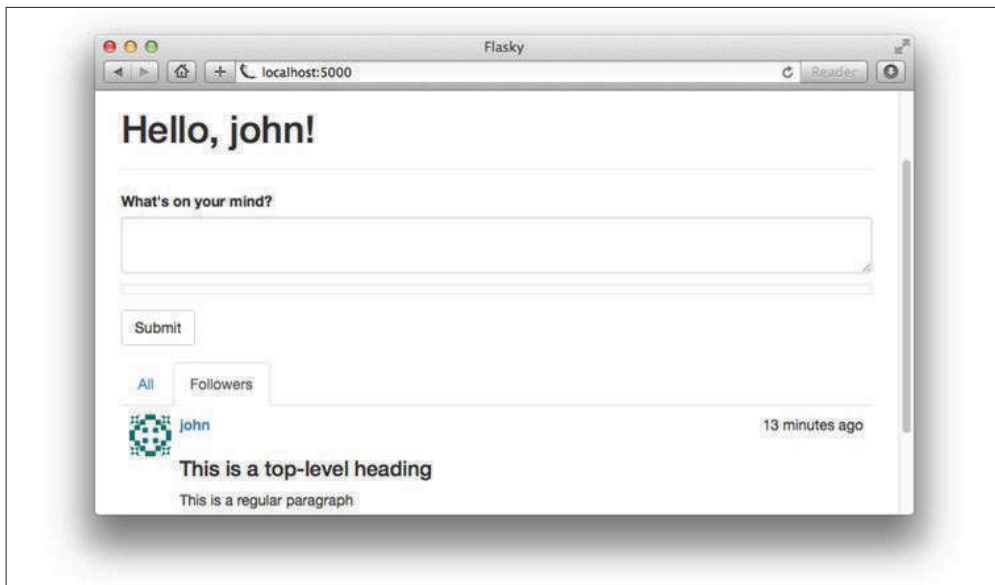 Flasky
localhost:5000
Reader
Hello, john!
What's on your mind?
Submit
All Followers
john 13 minutes ago
This is a top-level heading
This is a regular paragraph